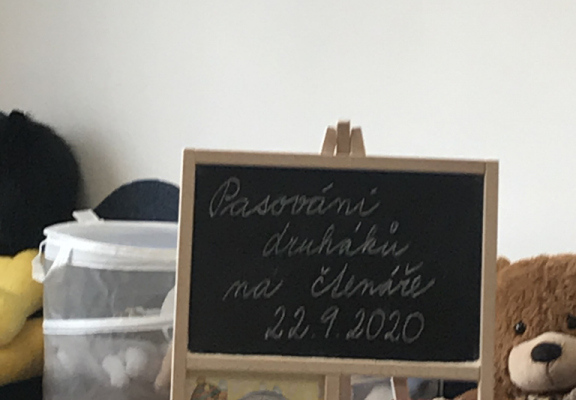 Pasování
druháků
na čtenáře
22.9.2020